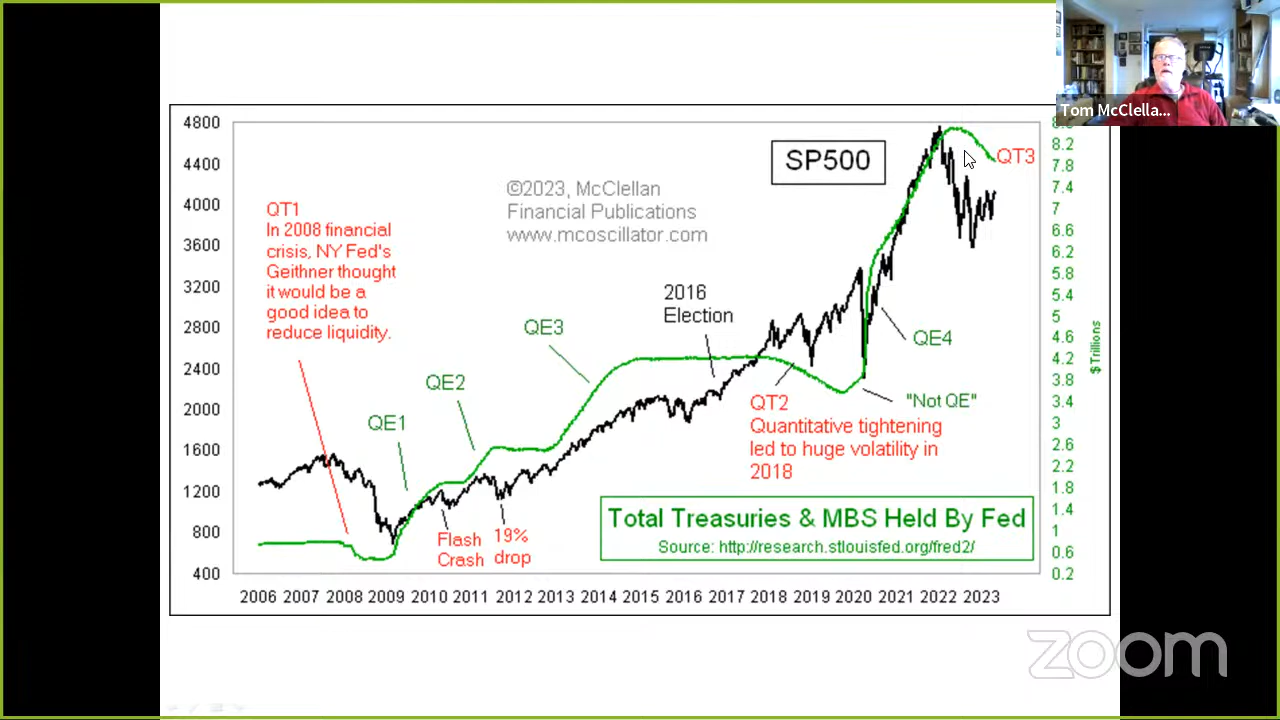 Tom McClella...
4800
4400
4000
3600
3200
2800
2400
2000
1600
1200
800
400
SP500
©2023, McClellan
Financial Publications
www.mcoscillator.com
QT1
In 2008 financial
crisis, NY Fed's
Geithner thought
it would be a
good idea to
reduce liquidity.
QE1
QE2
QE3
2016
Election
Flash
Crash
19%
drop
QT2
Quantitative tightening
led to huge volatility in
2018
"Not QE"
QE4
QT3
Total Treasuries & MBS Held By Fed
Source: http://research.stlouisfed.org/fred2/
8.2
7.8
7.4
7
6.6
6.2
5.8
5.4
5
4.6
4.2
3.8
3.4
3
2.6
2.2
1.8
1.4
1
0.6
0.2
$ Trillions
2006 2007 2008 2009 2010 2011 2012 2013 2014 2015 2016 2017 2018 2019 2020 2021 2022 2023
zoom